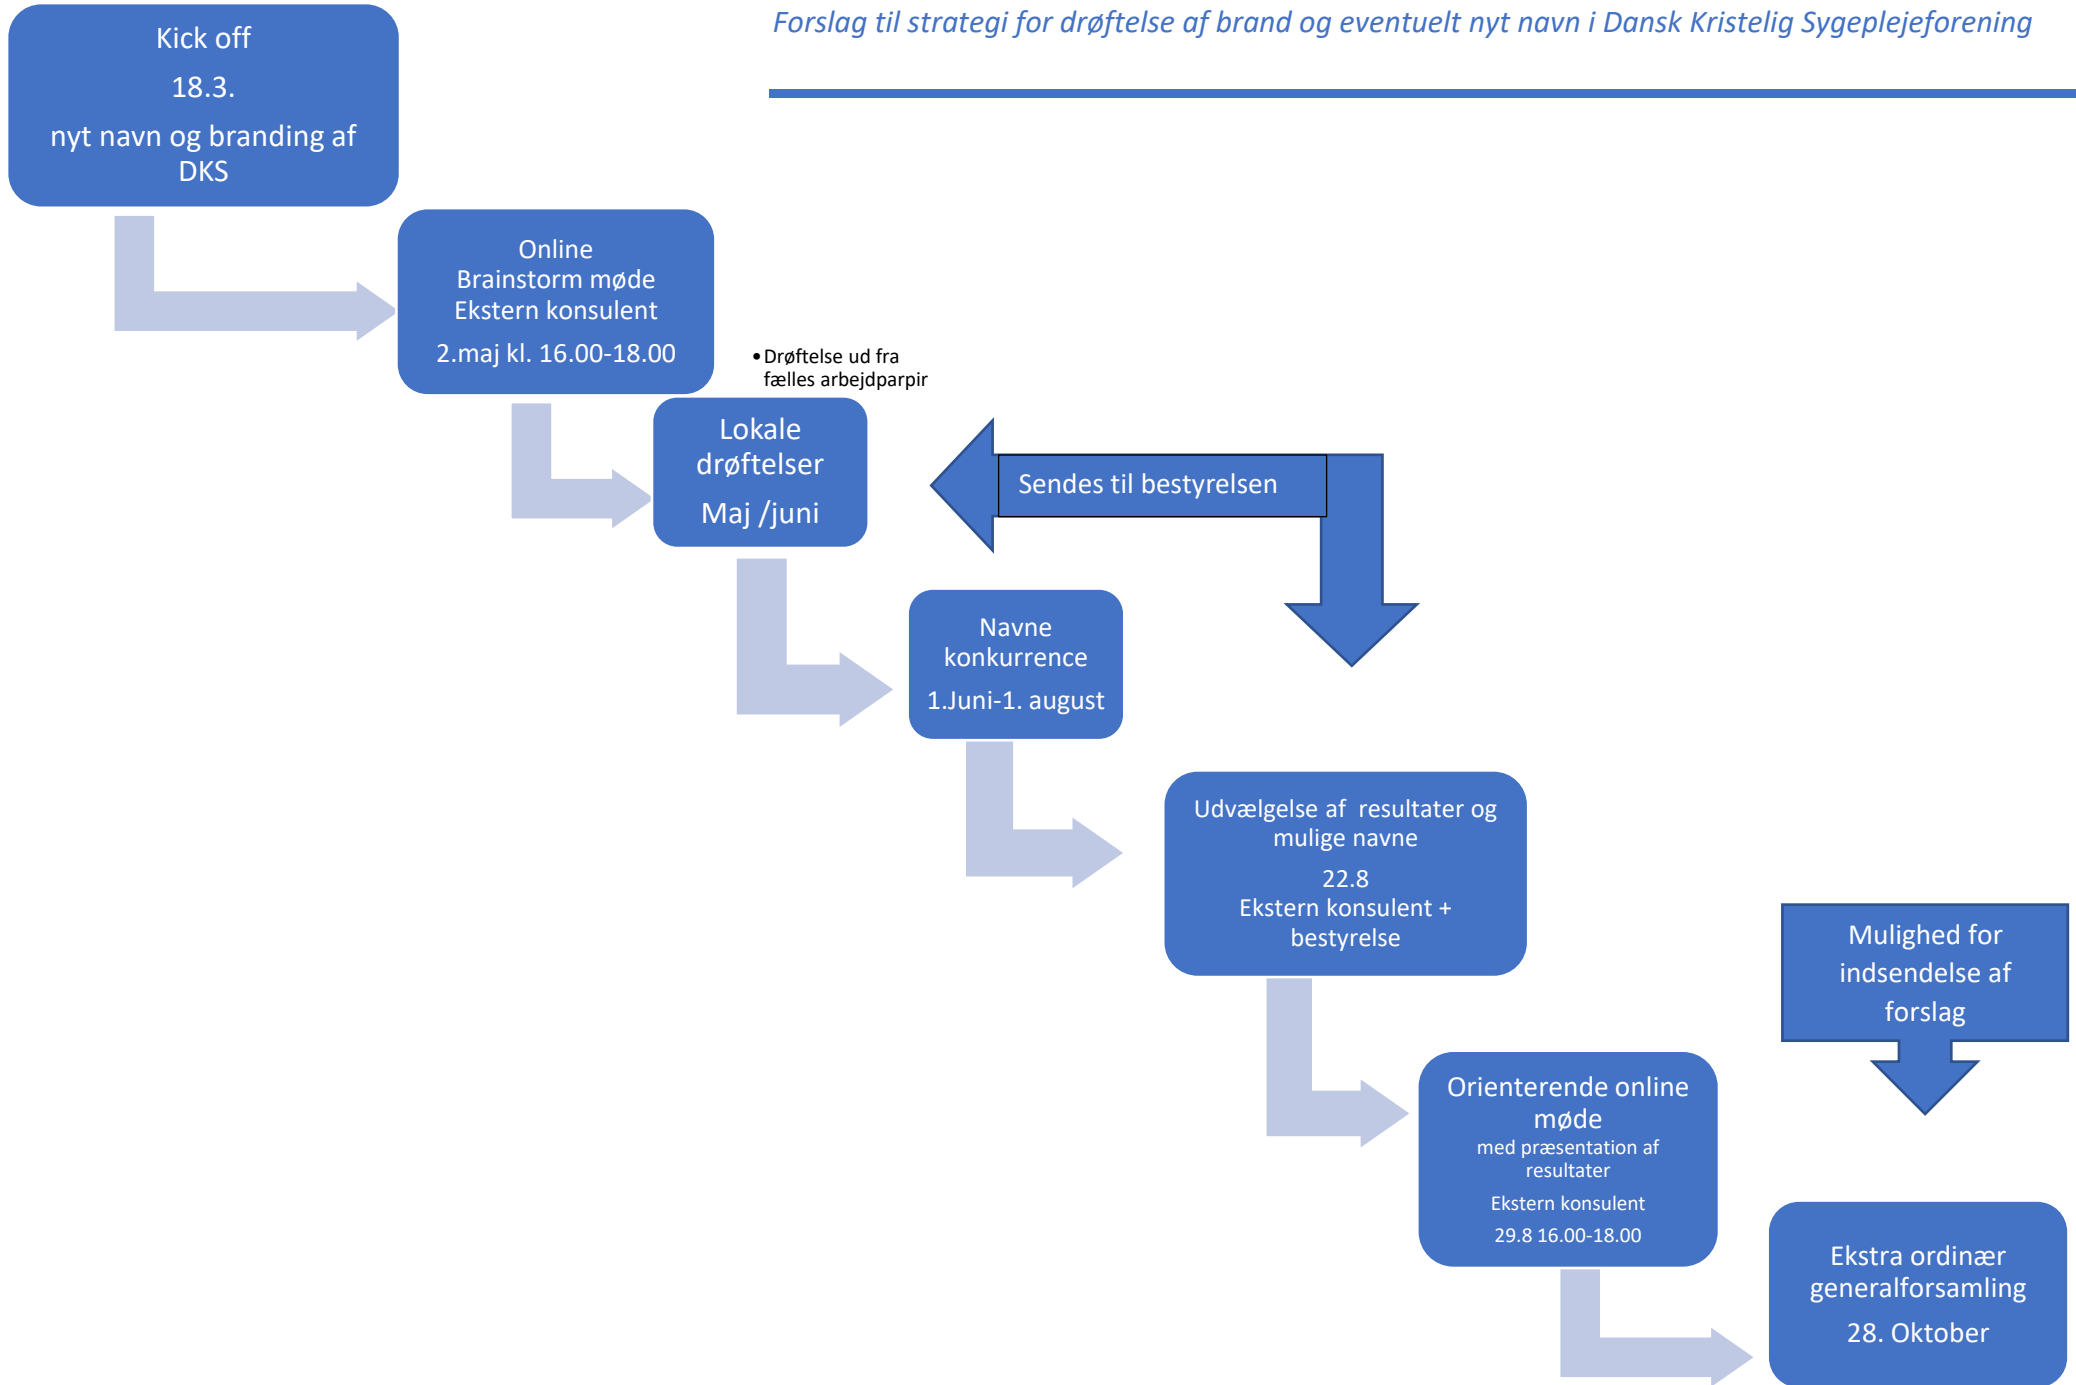 Forslag til strategi for drøftelse af brand og eventuelt nyt navn i Dansk Kristelig Sygeplejeforening
Kick off
18.3.
nyt navn og branding af
DKS
Online
Brainstorm møde
Ekstern konsulent
2.maj kl. 16.00-18.00
•Drøftelse ud fra
fælles arbejdparpir
Lokale
drøftelser
Maj /juni
Sendes til bestyrelsen
Navne
konkurrence
1.Juni-1. august
Udvælgelse af  resultater og
mulige navne
22.8
Ekstern konsulent +
bestyrelse
Mulighed for
indsendelse af
forslag
Orienterende online
møde
med præsentation af
resultater
Ekstern konsulent
29.8 16.00-18.00
Ekstra ordinær
generalforsamling
28. Oktober